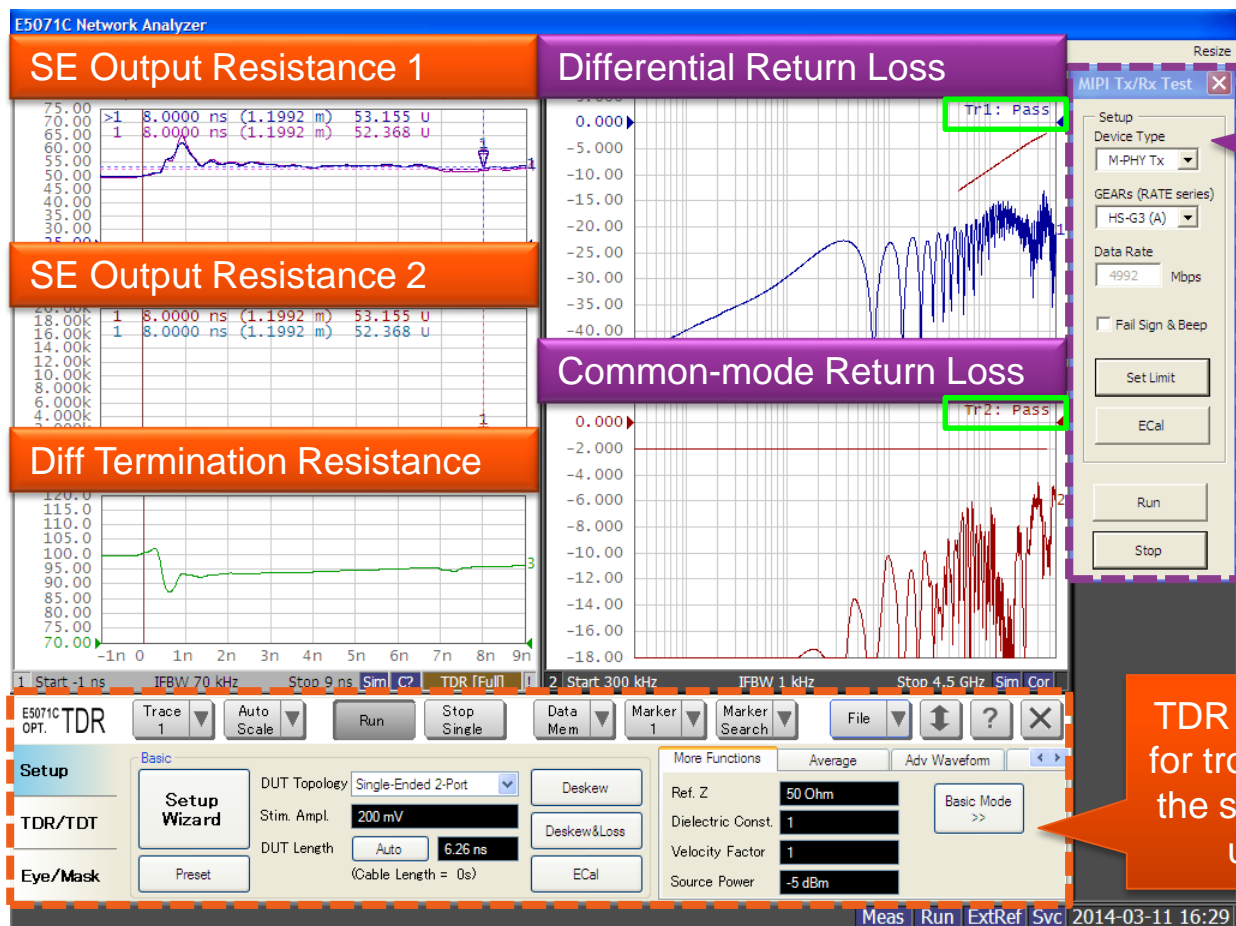 E5071C Network Analyzer
Resize
SE Output Resistance 1
75.00
70.00
65.00
60.00
55.00
50.00
45.00
40.00
35.00
30.00
>1 8.0000 ns (1.1992 m) 53.155 U
1 8.0000 ns (1.1992 m) 52.368 U
1
1
SE Output Resistance 2
18.00k
16.00k
14.00k
12.00k
10.00k
8.000k
6.000k
4.000k
1 8.0000 ns (1.1992 m) 53.155 U
1 8.0000 ns (1.1992 m) 52.368 U
1
Diff Termination Resistance
120.0
115.0
110.0
105.0
100.0
95.00
90.00
85.00
80.00
75.00
70.00
3
-1n 0 1n 2n 3n 4n 5n 6n 7n 8n 9n
1 Start -1 ns IFBW 70 kHz Stop 9 ns Sim C? TDR [Full] !
Differential Return Loss
Tr1: Pass
0.000
-5.000
-10.00
-15.00
-20.00
-25.00
-30.00
-35.00
-40.00
1
Common-mode Return Loss
Tr2: Pass
0.000
-2.000
-4.000
-6.000
-8.000
-10.00
-12.00
-14.00
-16.00
-18.00
2
2 Start 300 kHz IFBW 1 kHz Stop 4.5 GHz Sim Cor
MIPI Tx/Rx Test
Setup
Device Type
M-PHY Tx
GEARs (RATE series)
HS-G3 (A)
Data Rate
4992 Mbps
Fail Sign & Beep
Set Limit
ECal
Run
Stop
E5071C OPT. TDR
Trace 1
Auto Scale
Run
Stop Single
Data Mem
Marker 1
Marker Search
File
?
Setup
TDR/TDT
Eye/Mask
Basic
Setup Wizard
Preset
DUT Topology Single-Ended 2-Port
Stim. Ampl. 200 mV
DUT Length Auto 6.26 ns
(Cable Length = 0s)
Deskew
Deskew&Loss
ECal
More Functions Average Adv Waveform
Ref. Z 50 Ohm
Dielectric Const. 1
Velocity Factor 1
Source Power -5 dBm
Basic Mode >>
TDR
for tro
the s
u
Meas Run ExtRef Svc 2014-03-11 16:29